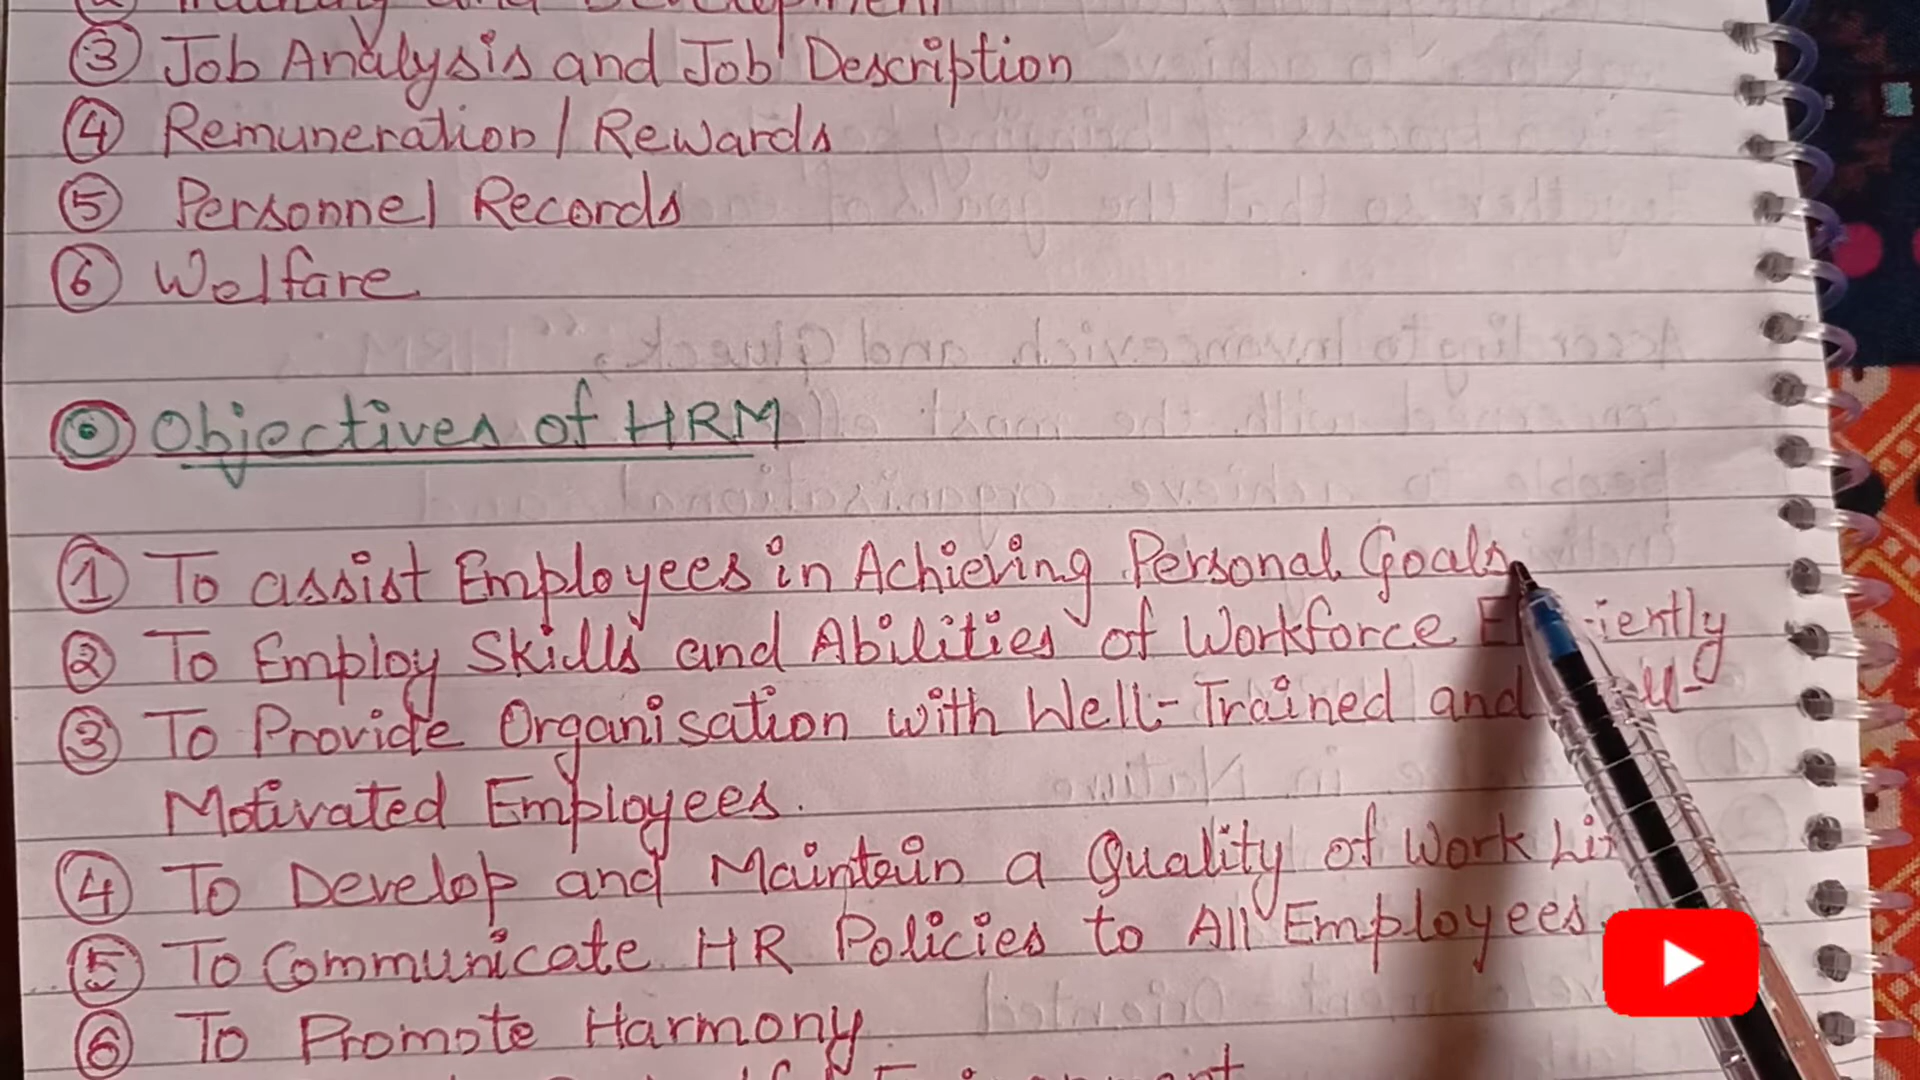 Training and Development
③ Job Analysis and Job Description
④ Remuneration / Rewards
⑤ Personnel Records
⑥ Welfare
Objectives of HRM
① To assist Employees in Achieving Personal Goals
② To Employ Skills and Abilities of Workforce
③ To Provide Organisation with Well-Trained and
Motivated Employees.
④ To Develop and Maintain a Quality of Work
⑤ To Communicate HR Policies to All Employees
⑥ To Promote Harmony